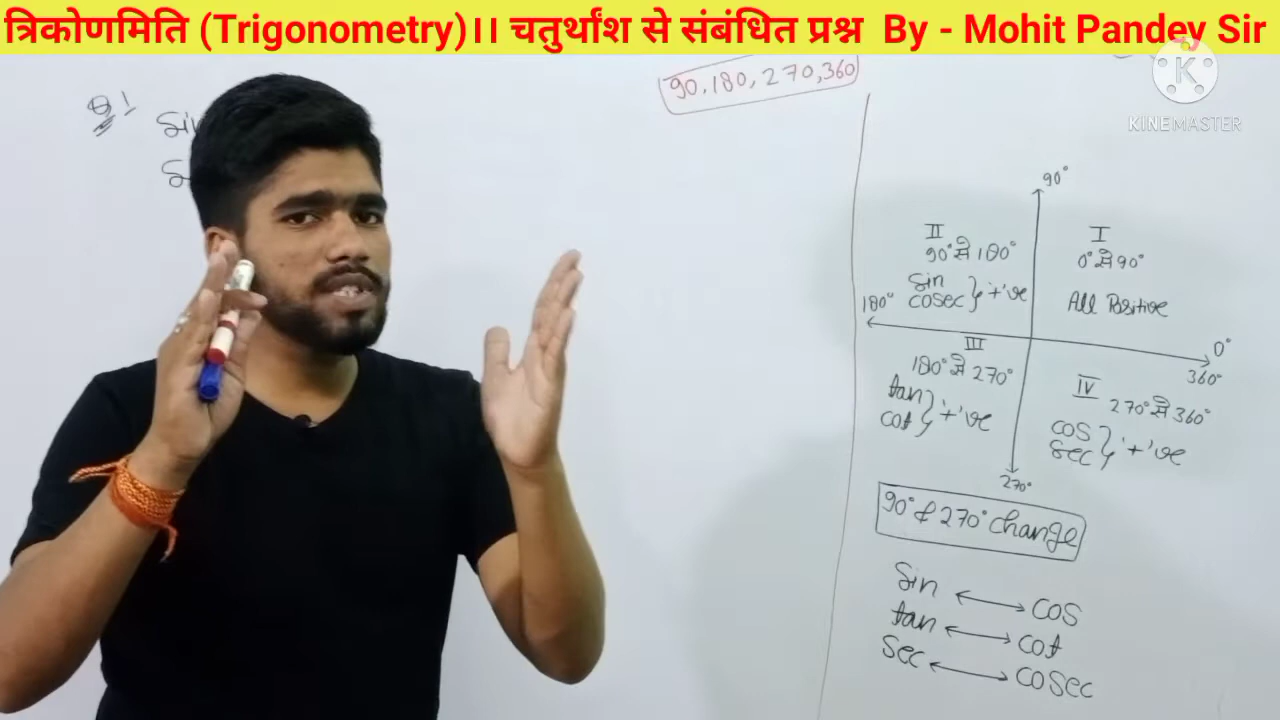 त्रिकोणमिति (Trigonometry)।। चतुर्थांश से संबंधित प्रश्न By - Mohit Pandey Sir
K
KINEMASTER
90,180,270,360
Q1
90°
II
90° से 180°
sin
cosec } '+'ve
I
0° से 90°
All Positive
180°
0°
360°
III
180° से 270°
tan
cot } '+'ve
IV
270° से 360°
cos
sec } '+'ve
270°
90° & 270° change
Sin ↔ cos
tan ↔ cot
Sec ↔ cosec